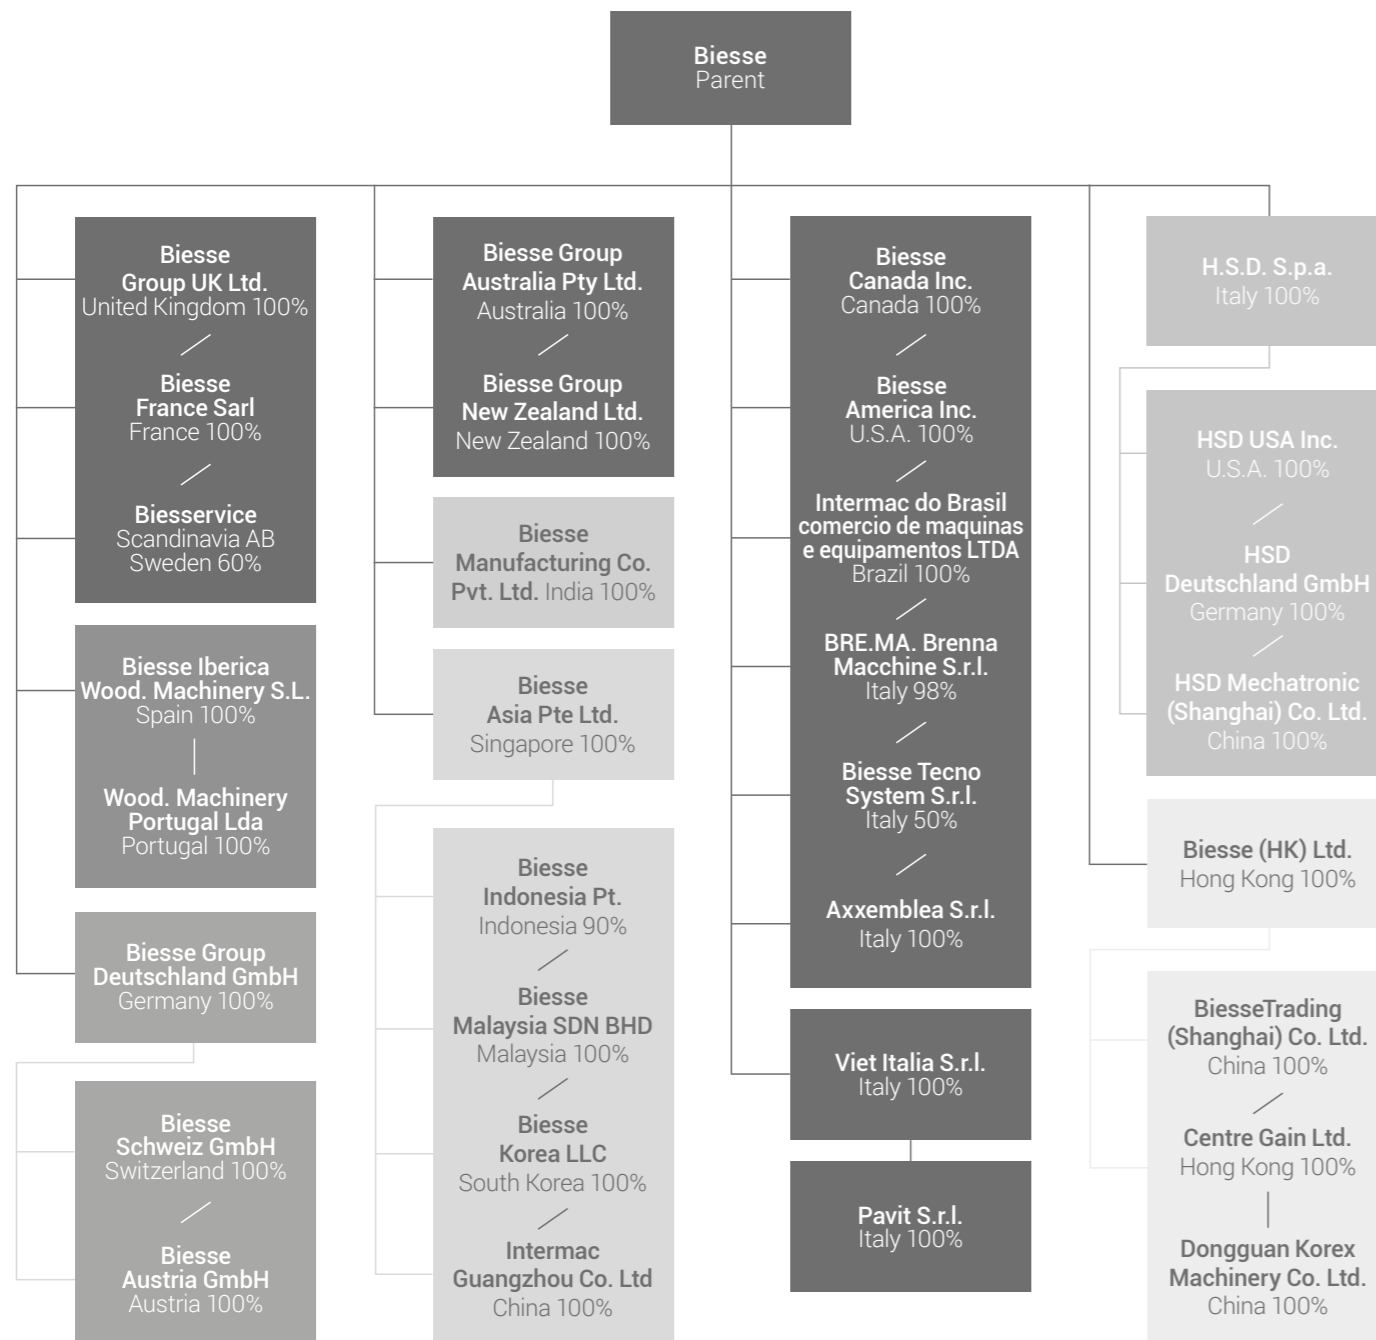 Biesse
Parent
Biesse
Group UK Ltd.
United Kingdom 100%
Biesse
France Sarl
France 100%
Biesservice
Scandinavia AB
Sweden 60%
Biesse Iberica
Wood. Machinery S.L.
Spain 100%
Wood. Machinery
Portugal Lda
Portugal 100%
Biesse Group
Deutschland GmbH
Germany 100%
Biesse
Schweiz GmbH
Switzerland 100%
Biesse
Austria GmbH
Austria 100%
Biesse Group
Australia Pty Ltd.
Australia 100%
Biesse Group
New Zealand Ltd.
New Zealand 100%
Biesse
Manufacturing Co.
Pvt. Ltd. India 100%
Biesse
Asia Pte Ltd.
Singapore 100%
Biesse
Indonesia Pt.
Indonesia 90%
Biesse
Malaysia SDN BHD
Malaysia 100%
Biesse
Korea LLC
South Korea 100%
Intermac
Guangzhou Co. Ltd
China 100%
Biesse
Canada Inc.
Canada 100%
Biesse
America Inc.
U.S.A. 100%
Intermac do Brasil
comercio de maquinas
e equipamentos LTDA
Brazil 100%
BRE.MA. Brenna
Macchine S.r.l.
Italy 98%
Biesse Tecno
System S.r.l.
Italy 50%
Axxemblea S.r.l.
Italy 100%
Viet Italia S.r.l.
Italy 100%
Pavit S.r.l.
Italy 100%
H.S.D. S.p.a.
Italy 100%
HSD USA Inc.
U.S.A. 100%
HSD
Deutschland GmbH
Germany 100%
HSD Mechatronic
(Shanghai) Co. Ltd.
China 100%
Biesse (HK) Ltd.
Hong Kong 100%
BiesseTrading
(Shanghai) Co. Ltd.
China 100%
Centre Gain Ltd.
Hong Kong 100%
Dongguan Korex
Machinery Co. Ltd.
China 100%